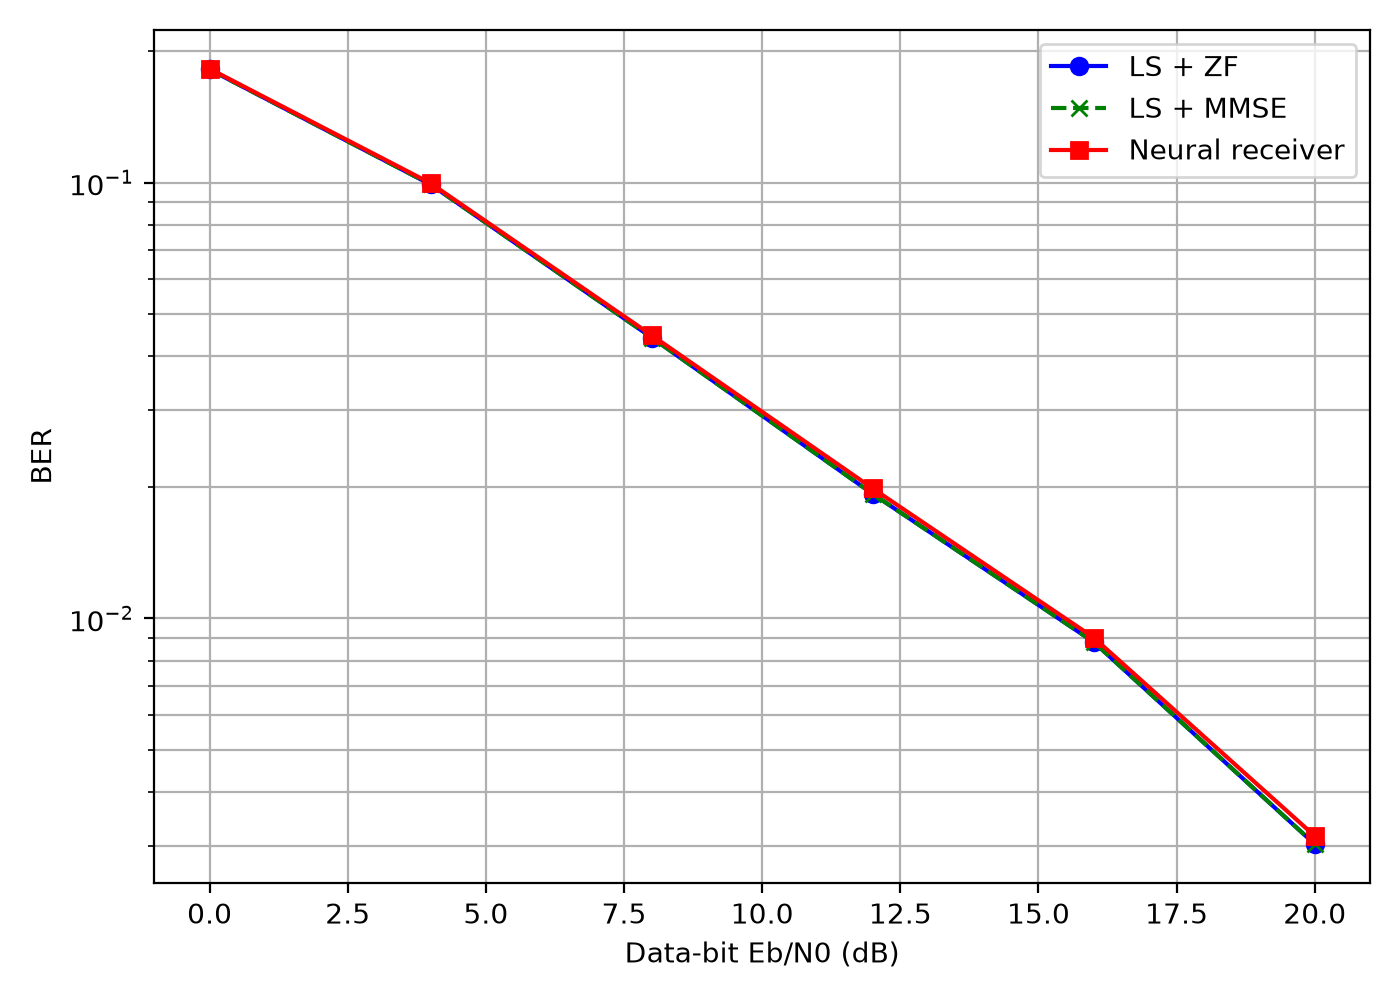 LS + ZF
LS + MMSE
Neural receiver
BER
10⁻¹
10⁻²
0.0 2.5 5.0 7.5 10.0 12.5 15.0 17.5 20.0
Data-bit Eb/N0 (dB)